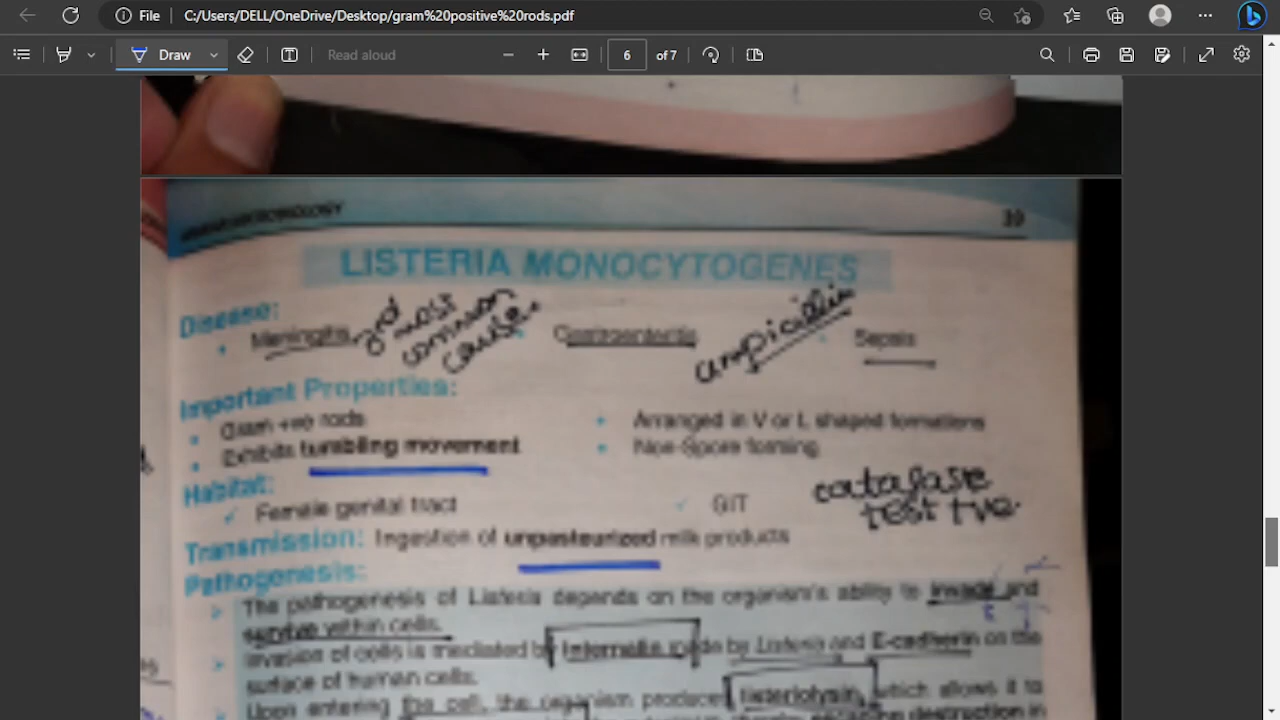 File C:/Users/DELL/OneDrive/Desktop/gram%20positive%20rods.pdf
Draw
Read aloud
6 of 7
39
LISTERIA MONOCYTOGENES
Disease:
Meningitis 3rd most common cause. Gastroenteritis ampicillin Sepsis
Important Properties:
Gram +ve rods Arranged in V or L shaped formations
Exhibits tumbling movement Non-Spore forming
Habitat:
Female genital tract GIT catalase test +ve.
Transmission: Ingestion of unpasteurized milk products
Pathogenesis:
The pathogenesis of Listeria depends on the organism's ability to invade and
survive within cells.
Invasion of cells is mediated by Internalin made by Listeria and E-cadherin on the
surface of human cells.
Upon entering the cell, the organism produces listeriolysin, which allows it to